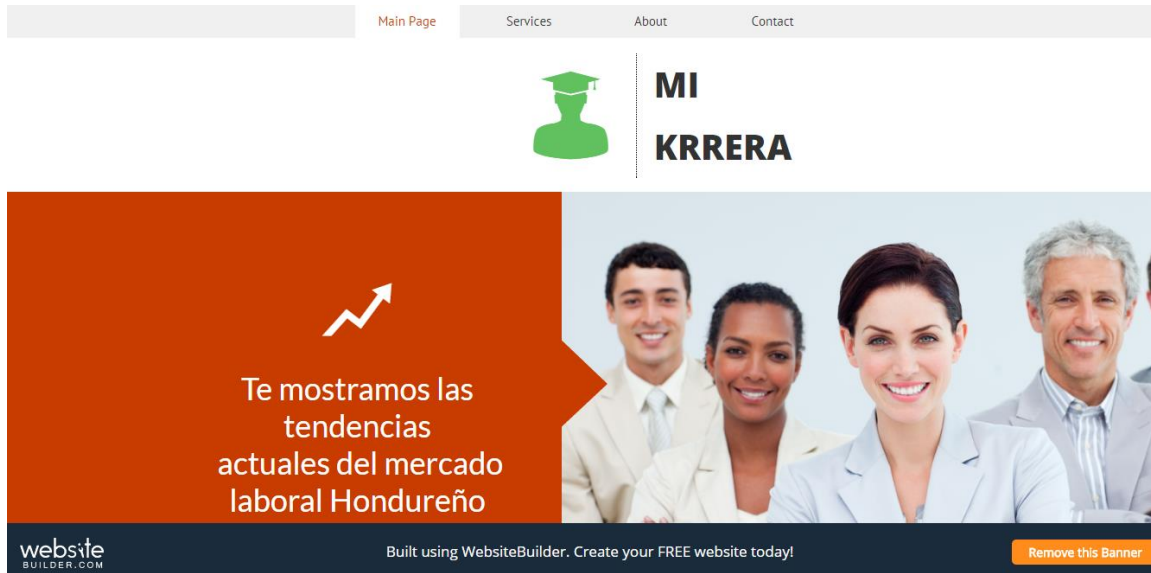 Main Page Services About Contact
MI
KRRERA
Te mostramos las
tendencias
actuales del mercado
laboral Hondureño
website
BUILDER.COM
Built using WebsiteBuilder. Create your FREE website today!
Remove this Banner